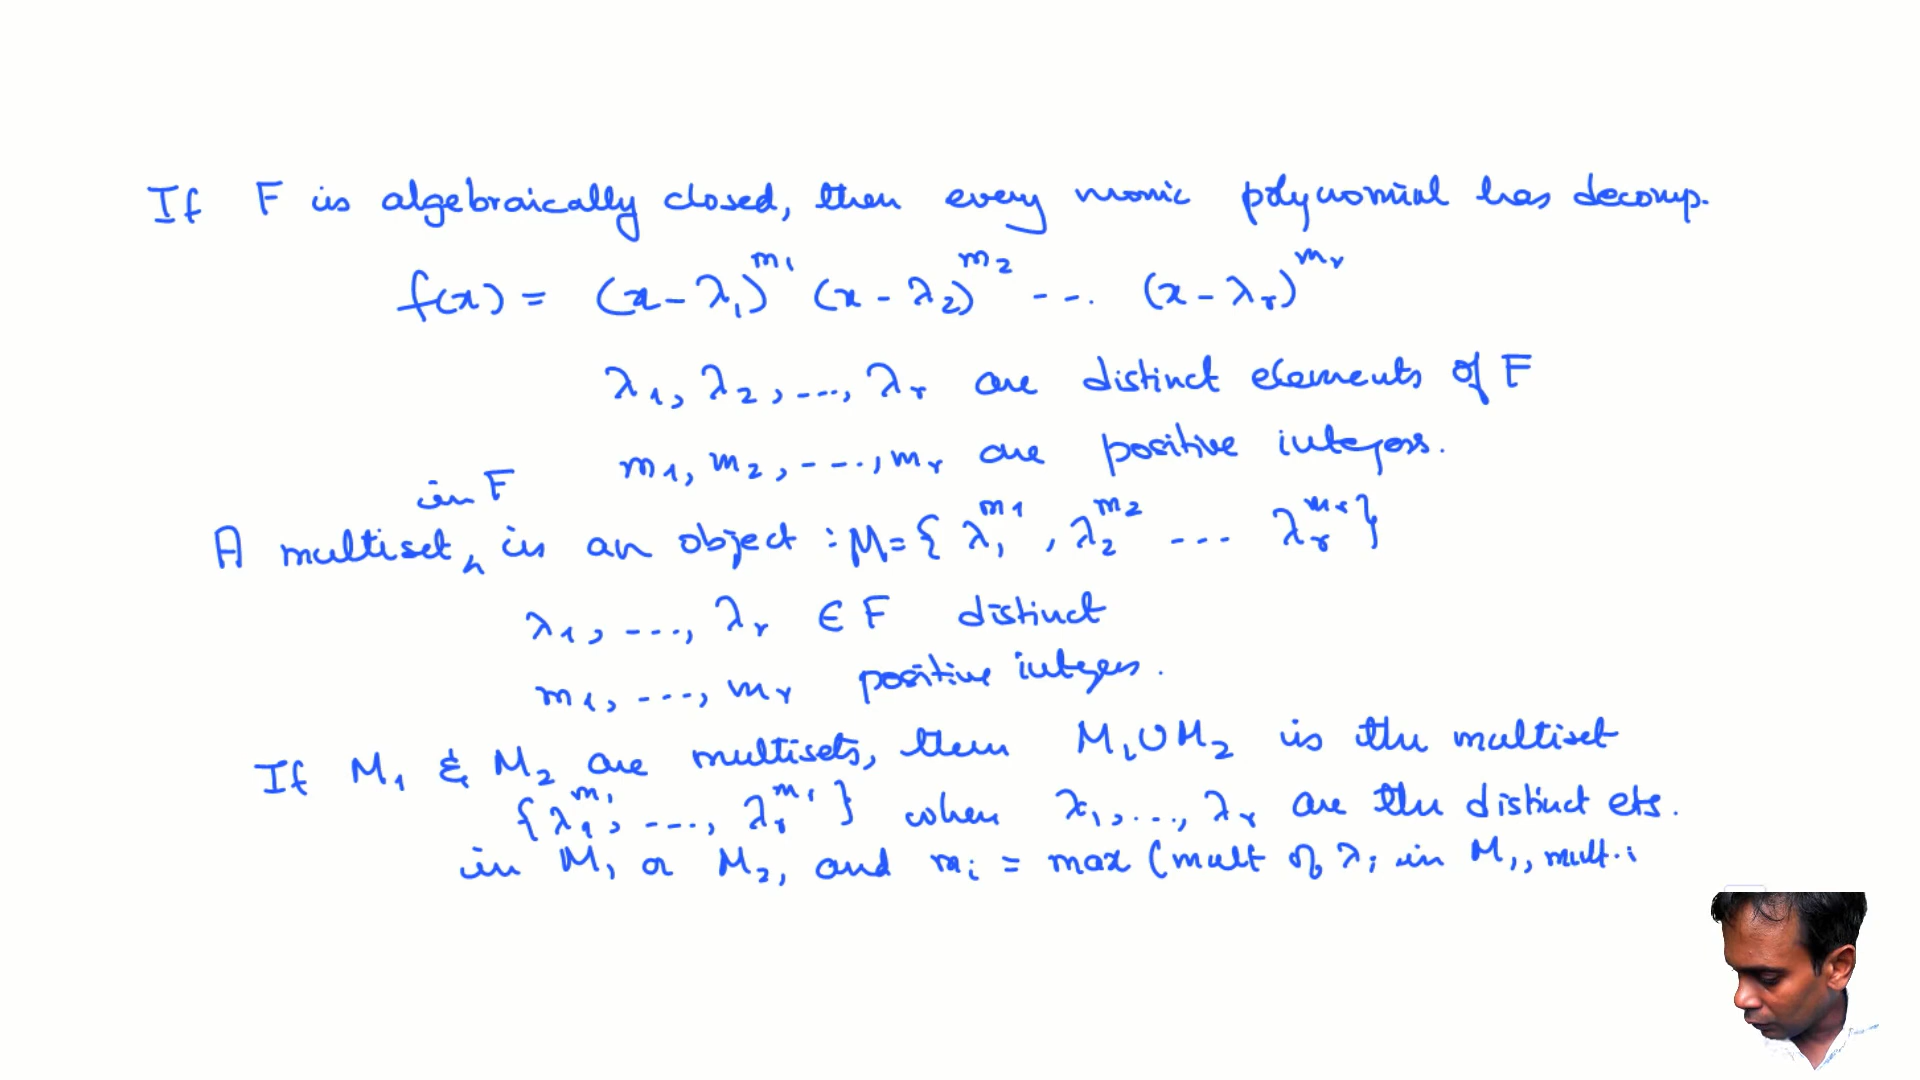 If F is algebraically closed, then every monic polynomial has decomp.
f(x) = (x-λ₁)^m₁ (x-λ₂)^m₂ --.. (x-λᵣ)^mᵣ
λ₁, λ₂, ..., λᵣ are distinct elements of F
m₁, m₂, ---, mᵣ are positive integers.
in F
A multiset ^ is an object : M = { λ₁^m₁, λ₂^m₂ --- λᵣ^mᵣ }
λ₁, ---, λᵣ ∈ F distinct
m₁, ---, mᵣ positive integers.
If M₁ & M₂ are multisets, then M₁∪M₂ is the multiset
{λ₁^m₁, ---, λᵣ^m₁} when λ₁, ..., λᵣ are the distinct elts.
in M₁ or M₂, and mᵢ = max (mult of λᵢ in M₁, mult. i